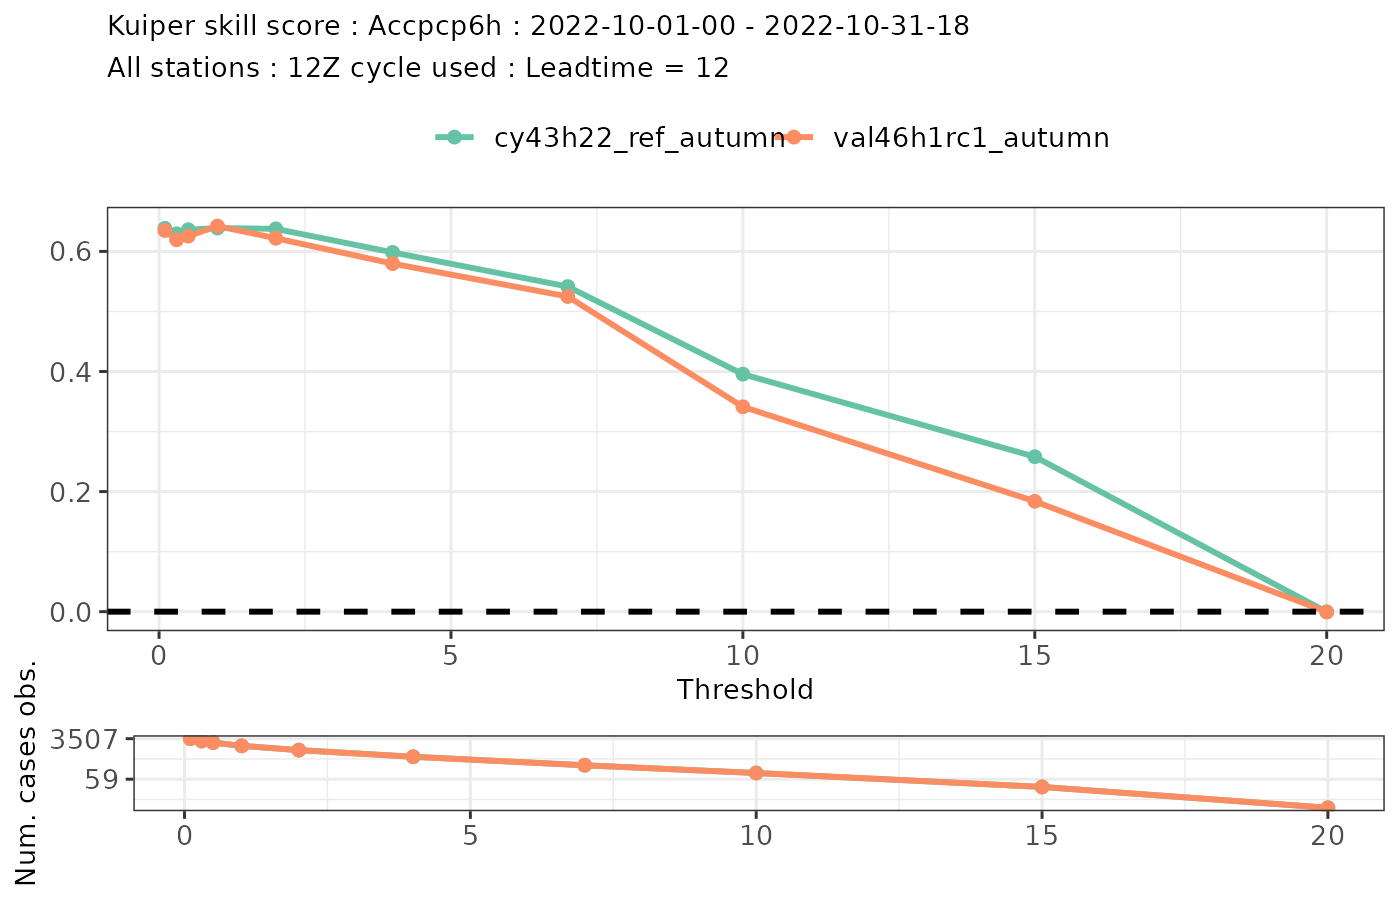 Kuiper skill score : Accpcp6h : 2022-10-01-00 - 2022-10-31-18
All stations : 12Z cycle used : Leadtime = 12
cy43h22_ref_autumn val46h1rc1_autumn
0.6
0.4
0.2
0.0
0 5 10 15 20
Threshold
Num. cases obs.
3507
59
0 5 10 15 20